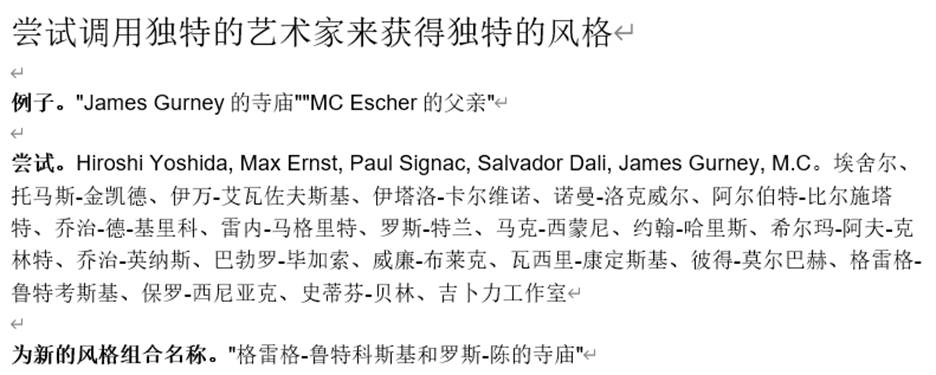 尝试调用独特的艺术家来获得独特的风格
例子。"James Gurney 的寺庙""MC Escher 的父亲"
尝试。Hiroshi Yoshida, Max Ernst, Paul Signac, Salvador Dali, James Gurney, M.C。埃舍尔、
托马斯-金凯德、伊万-艾瓦佐夫斯基、伊塔洛-卡尔维诺、诺曼-洛克威尔、阿尔伯特-比尔施塔
特、乔治-德-基里科、雷内-马格里特、罗斯-特兰、马克-西蒙尼、约翰-哈里斯、希尔玛-阿夫-克
林特、乔治-英纳斯、巴勃罗-毕加索、威廉-布莱克、瓦西里-康定斯基、彼得-莫尔巴赫、格雷格-
鲁特考斯基、保罗-西尼亚克、史蒂芬-贝林、吉卜力工作室
为新的风格组合名称。"格雷格-鲁特科斯基和罗斯-陈的寺庙"